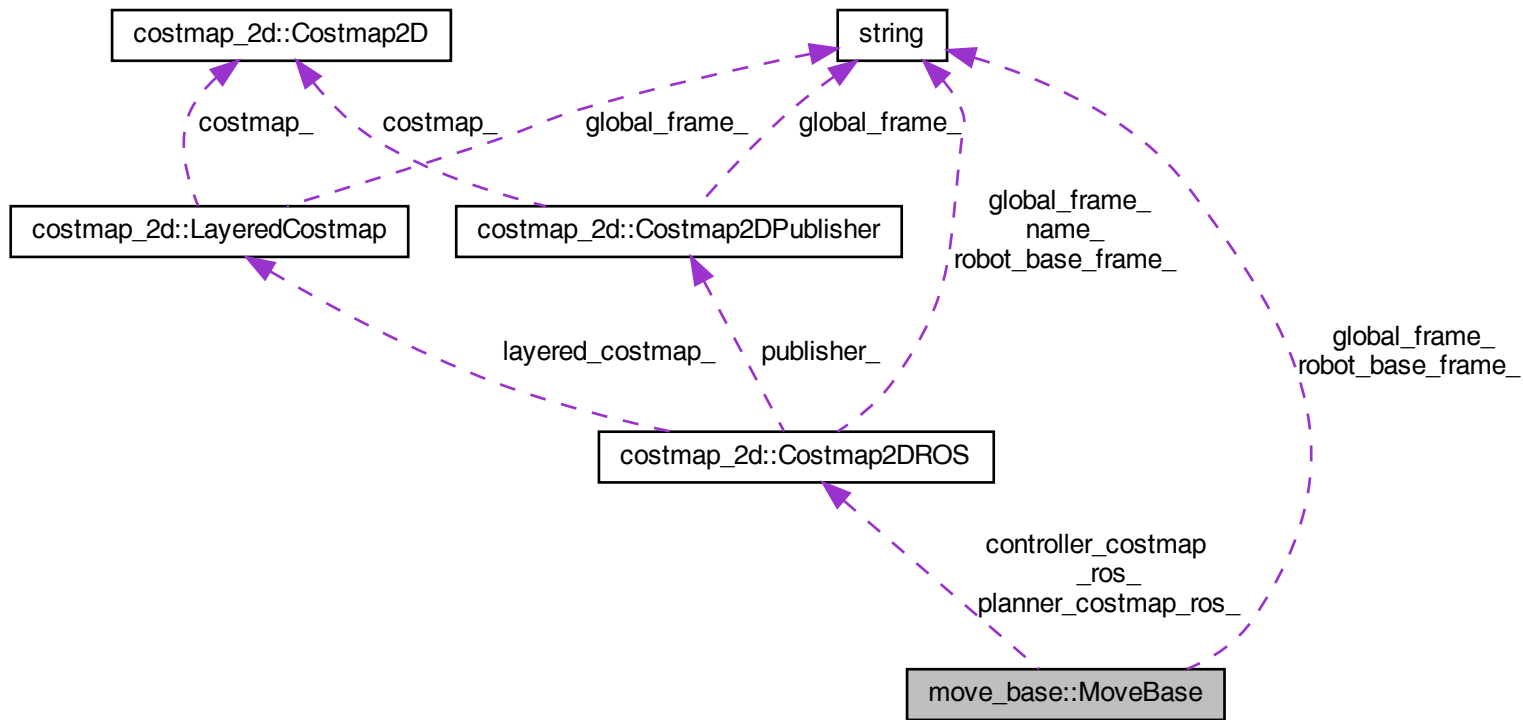 costmap_2d::Costmap2D
string
costmap_
costmap_
global_frame_
global_frame_
costmap_2d::LayeredCostmap
costmap_2d::Costmap2DPublisher
global_frame_
name_
robot_base_frame_
layered_costmap_
publisher_
global_frame_
robot_base_frame_
costmap_2d::Costmap2DROS
controller_costmap
_ros_
planner_costmap_ros_
move_base::MoveBase